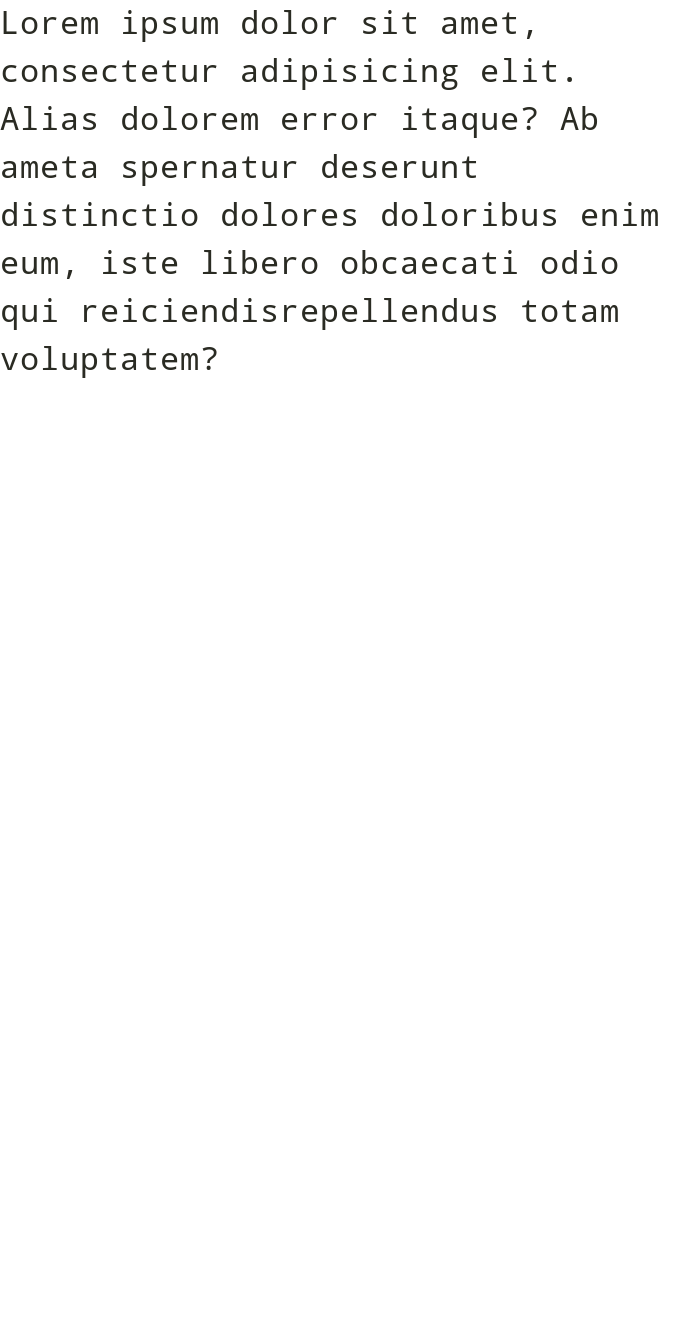 Lorem ipsum dolor sit amet,
consectetur adipisicing elit.
Alias dolorem error itaque? Ab
ameta spernatur deserunt
distinctio dolores doloribus enim
eum, iste libero obcaecati odio
qui reiciendisrepellendus totam
voluptatem?